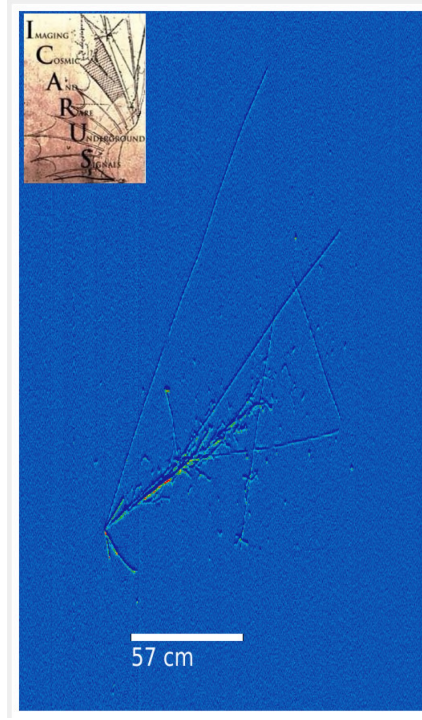 IMAGING
COSMIC
AND
RARE
UNDERGROUND
SIGNALS
57 cm